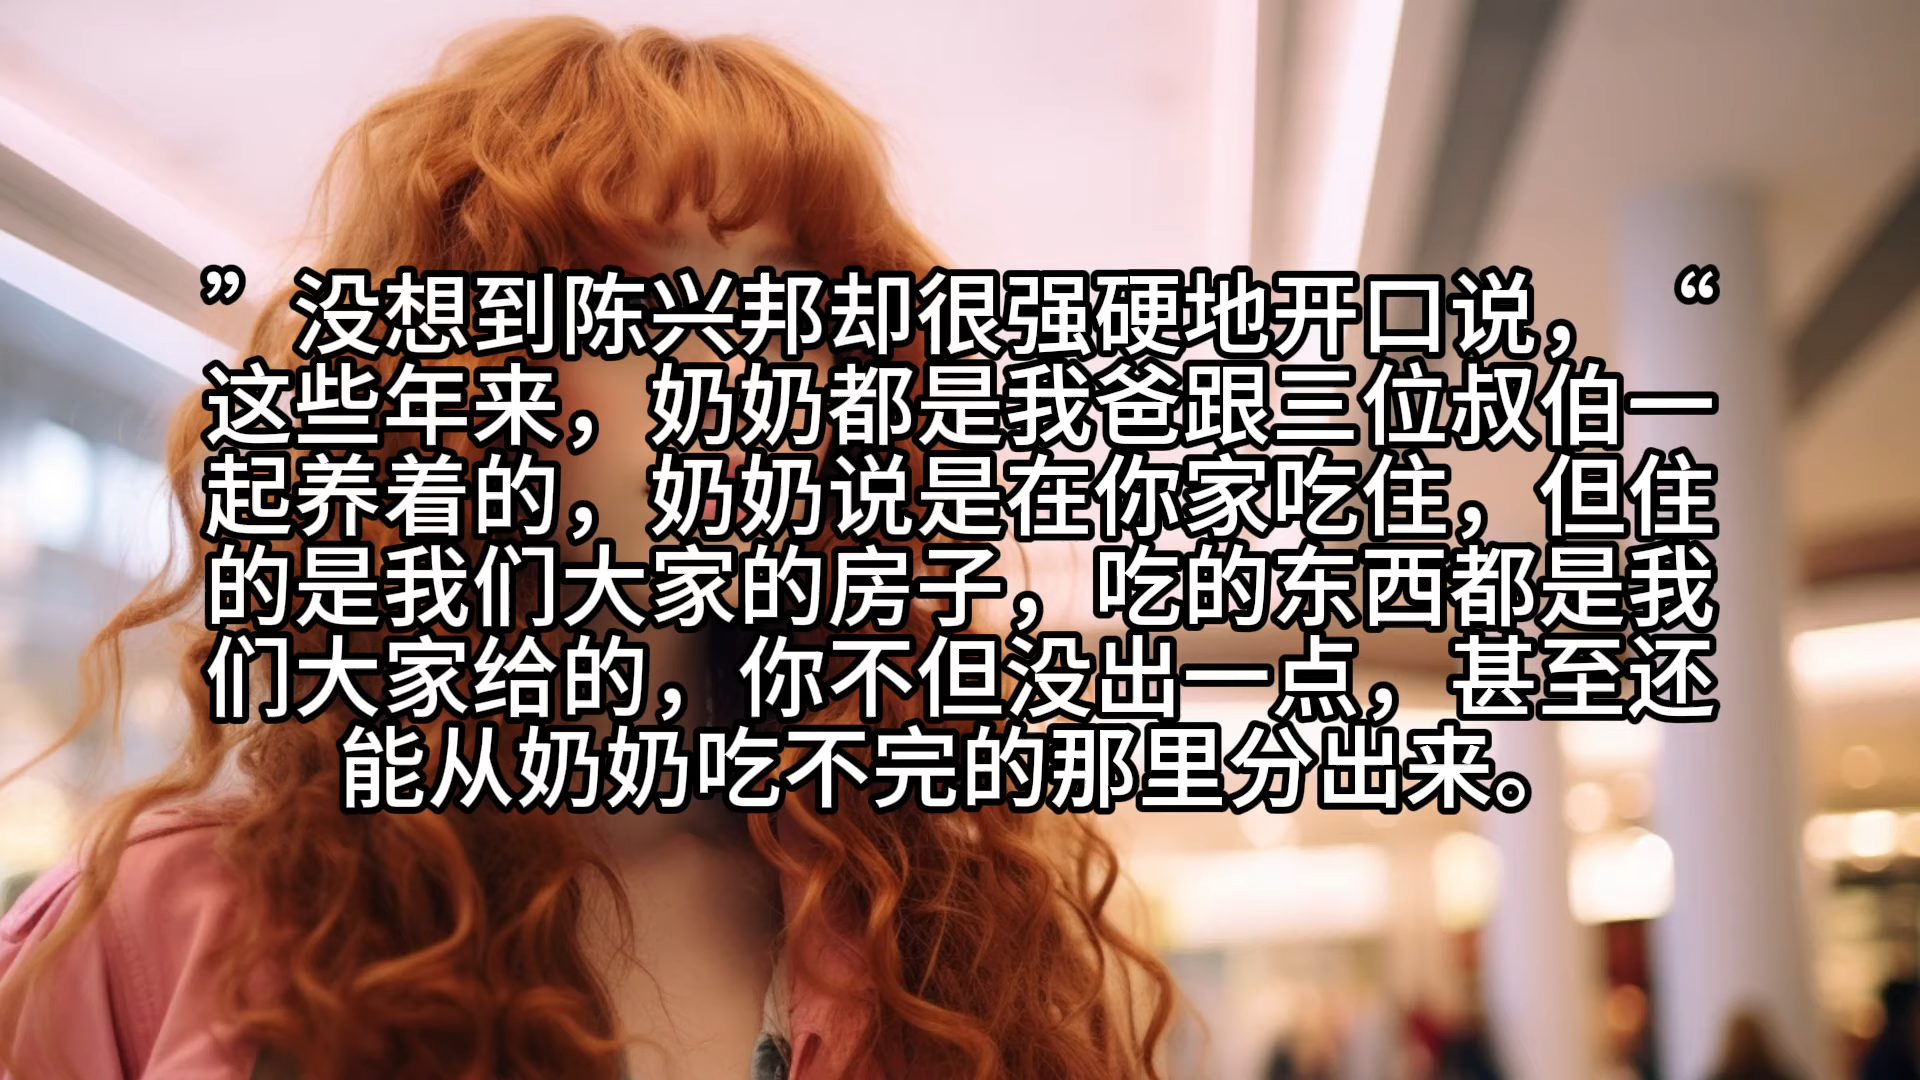 ”没想到陈兴邦却很强硬地开口说，“
这些年来，奶奶都是我爸跟三位叔伯一
起养着的，奶奶说是在你家吃住，但住
的是我们大家的房子，吃的东西都是我
们大家给的，你不但没出一点，甚至还
能从奶奶吃不完的那里分出来。